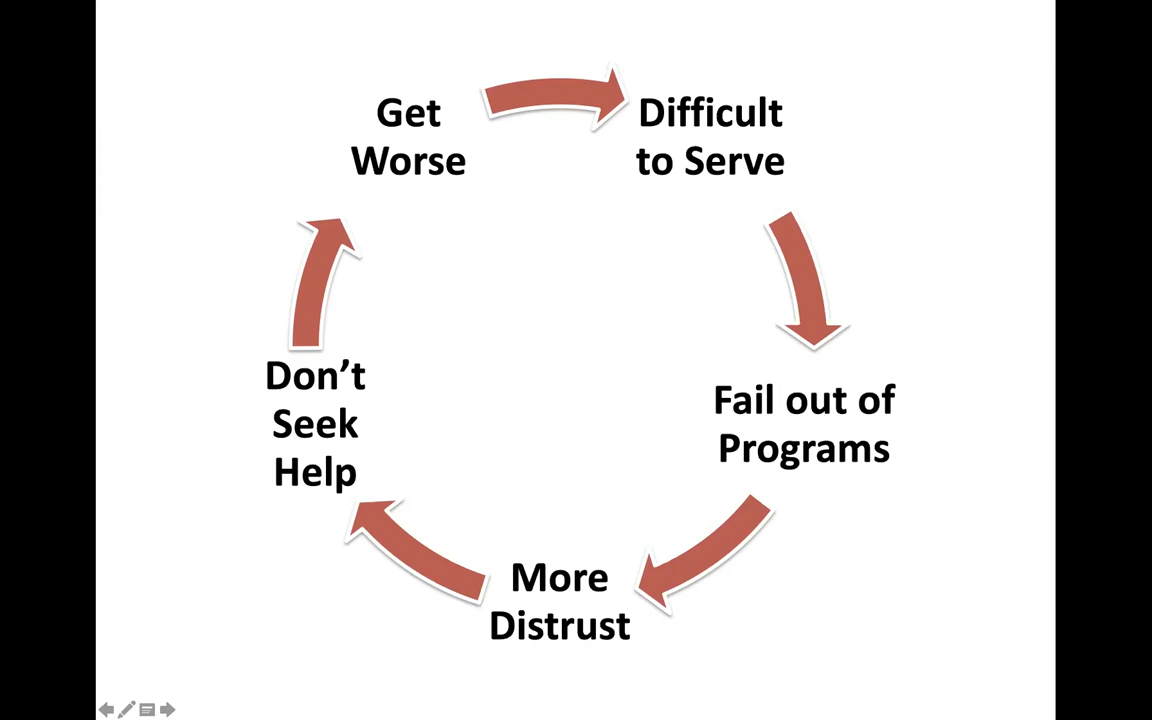 Get
Worse
Difficult
to Serve
Fail out of
Programs
More
Distrust
Don’t
Seek
Help